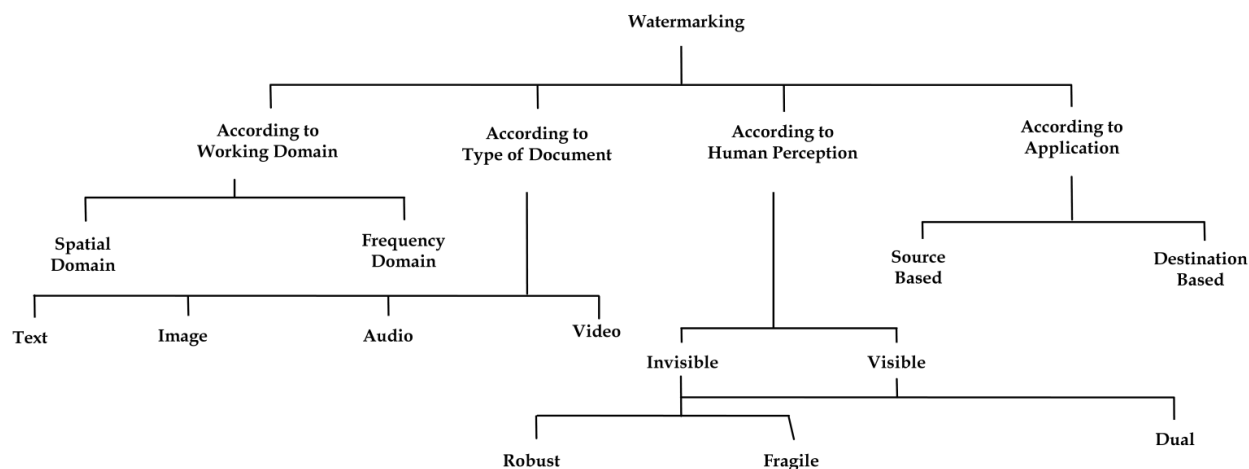 Watermarking
According to
Working Domain
According to
Type of Document
According to
Human Perception
According to
Application
Spatial
Domain
Frequency
Domain
Source
Based
Destination
Based
Text
Image
Audio
Video
Invisible
Visible
Robust
Fragile
Dual